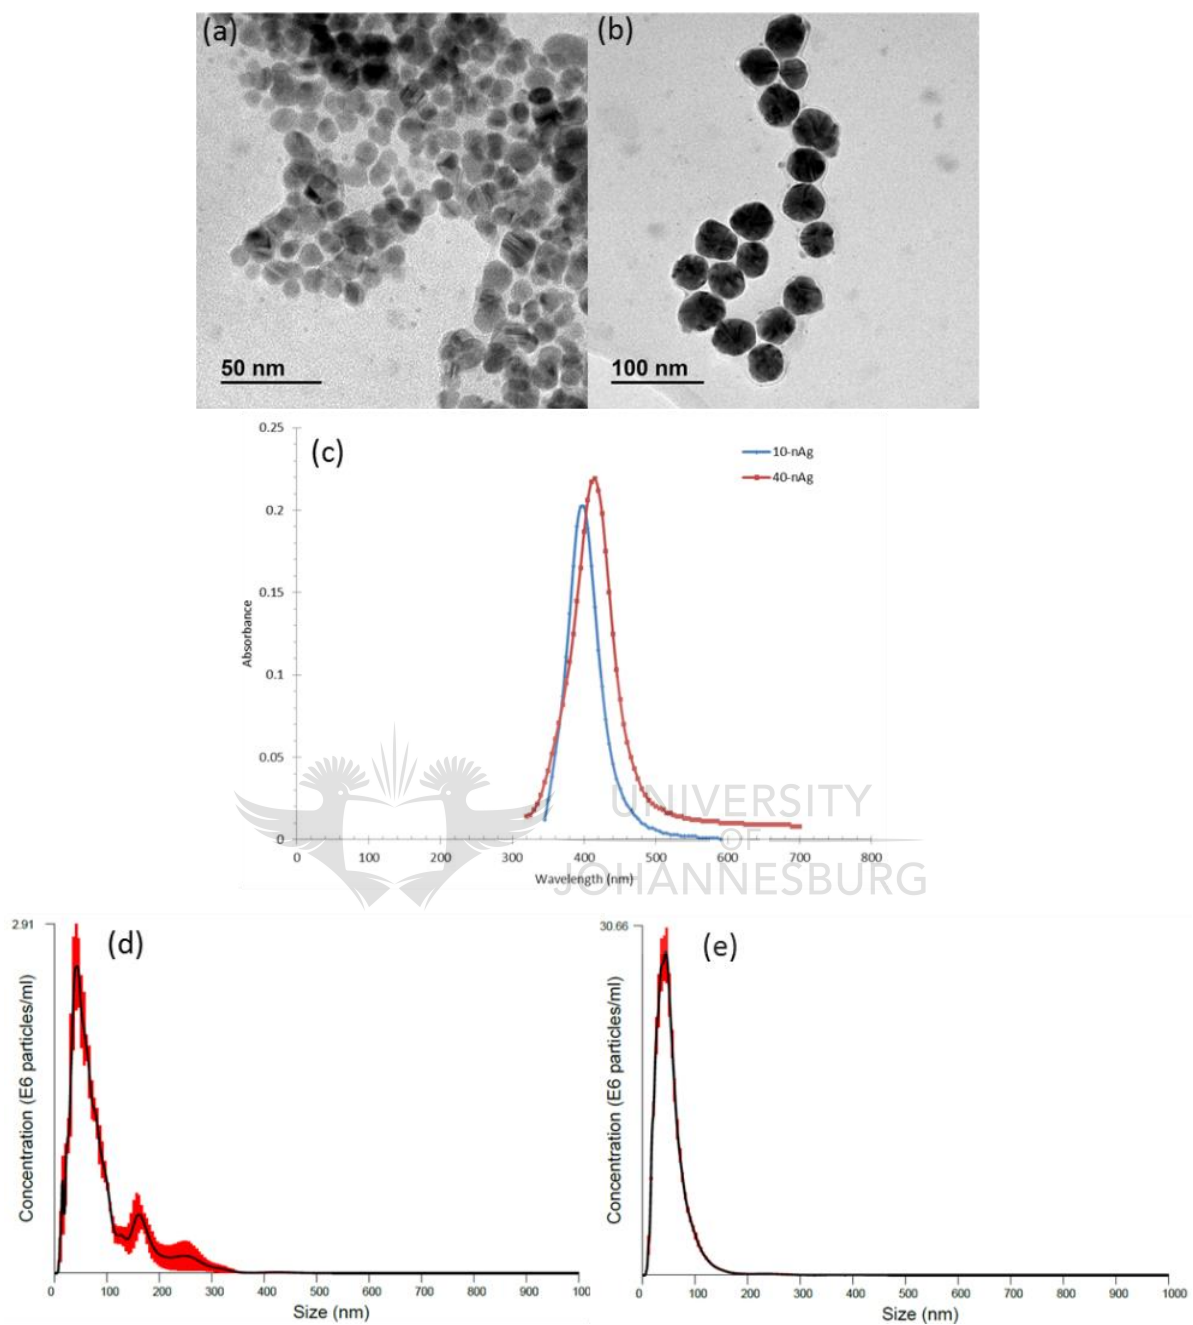 (a)
(b)
50 nm
100 nm
(c)
0.25
0.2
0.15
0.1
0.05
0
Absorbance
10-nAg
40-nAg
0 100 200 300 400 500 600 700 800
Wavelength (nm)
UNIVERSITY
OF
JOHANNESBURG
2.91
(d)
Concentration (E6 particles/ml)
0 100 200 300 400 500 600 700 800 900 100
Size (nm)
30.66
(e)
Concentration (E6 particles/ml)
0 100 200 300 400 500 600 700 800 900 1000
Size (nm)